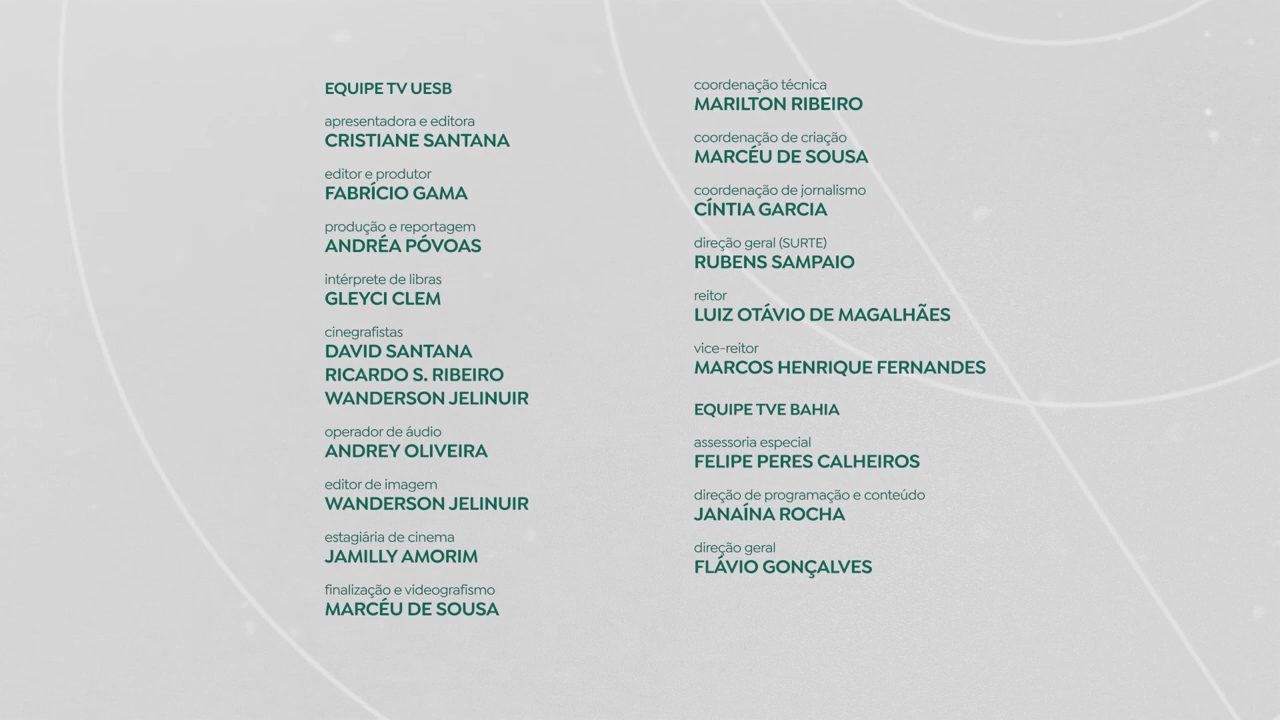 EQUIPE TV UESB
apresentadora e editora
CRISTIANE SANTANA
editor e produtor
FABRÍCIO GAMA
produção e reportagem
ANDRÉA PÓVOAS
intérprete de libras
GLEYCI CLEM
cinegrafistas
DAVID SANTANA
RICARDO S. RIBEIRO
WANDERSON JELINUIR
operador de áudio
ANDREY OLIVEIRA
editor de imagem
WANDERSON JELINUIR
estagiária de cinema
JAMILLY AMORIM
finalização e videografismo
MARCÉU DE SOUSA
coordenação técnica
MARILTON RIBEIRO
coordenação de criação
MARCÉU DE SOUSA
coordenação de jornalismo
CÍNTIA GARCIA
direção geral (SURTE)
RUBENS SAMPAIO
reitor
LUIZ OTÁVIO DE MAGALHÃES
vice-reitor
MARCOS HENRIQUE FERNANDES
EQUIPE TVE BAHIA
assessoria especial
FELIPE PERES CALHEIROS
direção de programação e conteúdo
JANAÍNA ROCHA
direção geral
FLÁVIO GONÇALVES